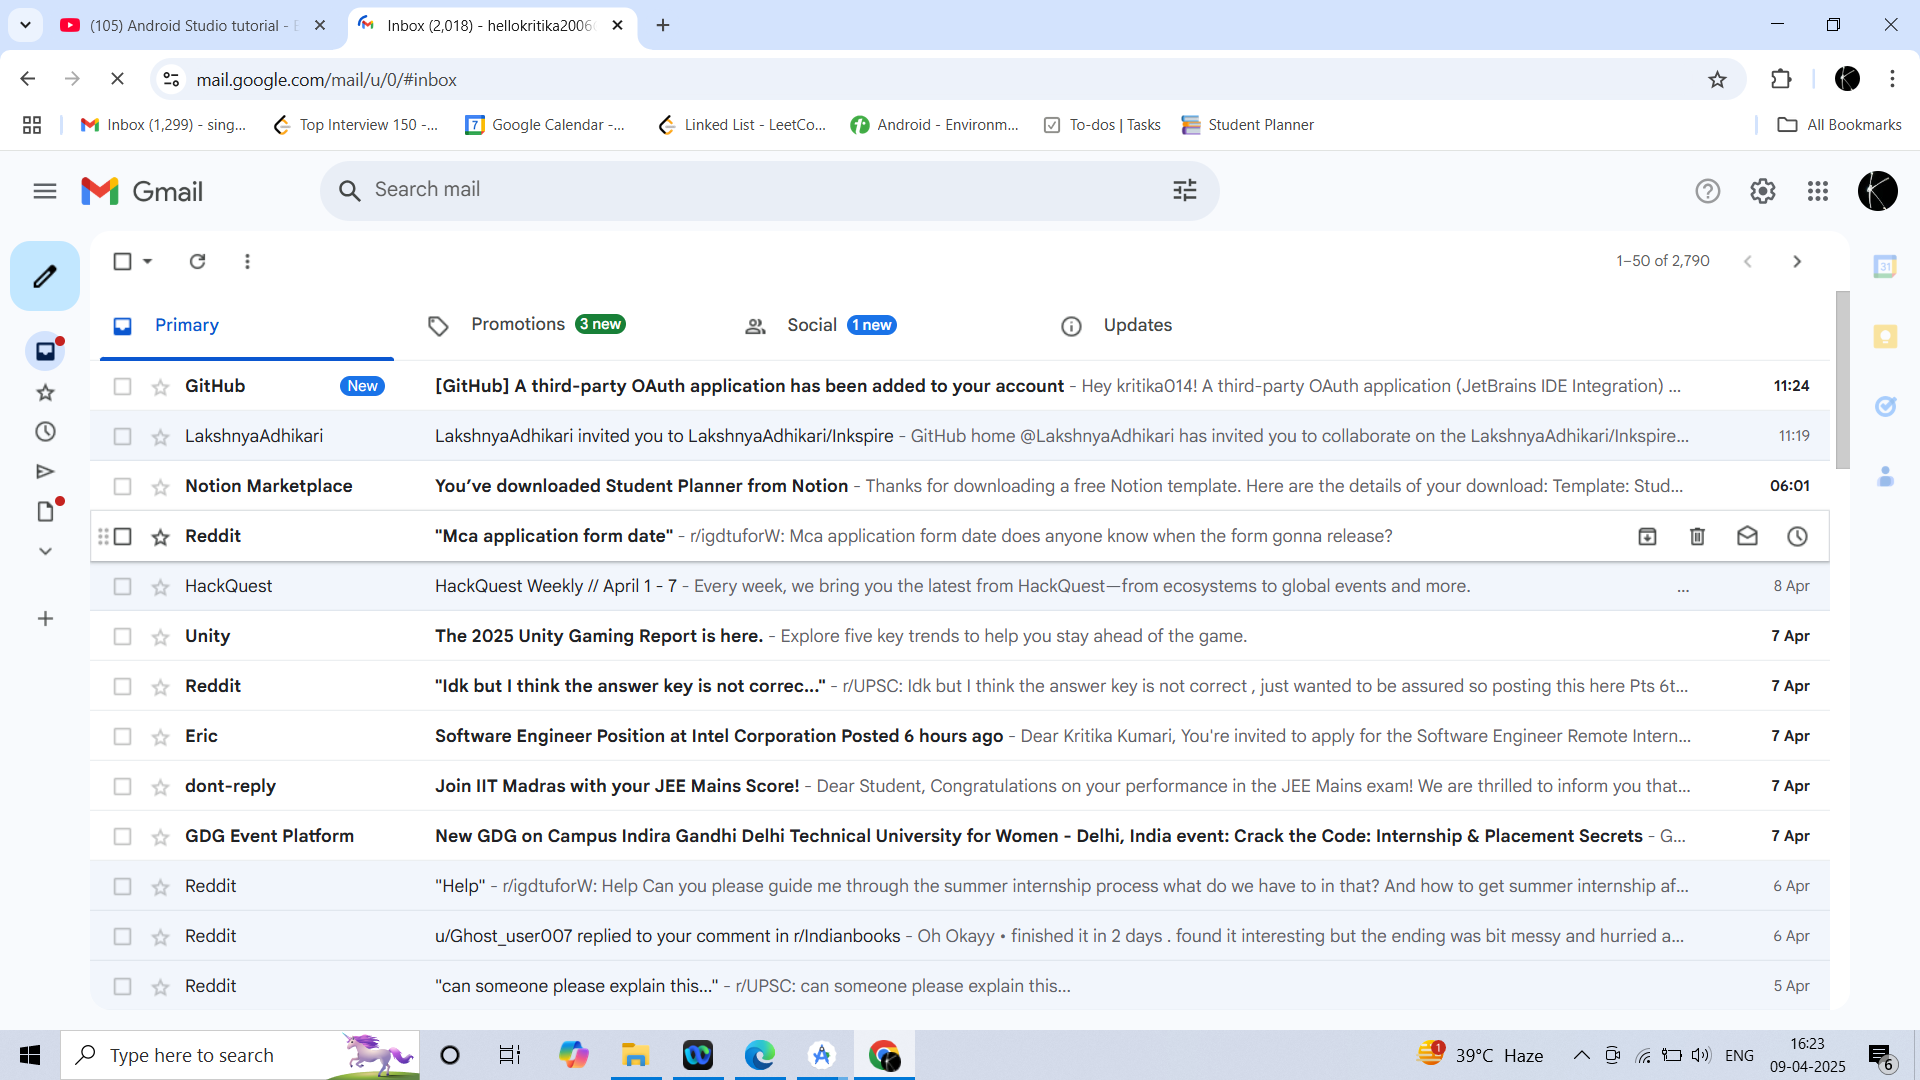 (105) Android Studio tutorial - 
Inbox (2,018) - hellokritika2006
mail.google.com/mail/u/0/#inbox
Inbox (1,299) - sing...
Top Interview 150 -...
Google Calendar -...
Linked List - LeetCo...
Android - Environm...
To-dos | Tasks
Student Planner
All Bookmarks
Gmail
Search mail
1–50 of 2,790
Primary
Promotions 3 new
Social 1 new
Updates
GitHub New [GitHub] A third-party OAuth application has been added to your account - Hey kritika014! A third-party OAuth application (JetBrains IDE Integration) ... 11:24
LakshnyaAdhikari LakshnyaAdhikari invited you to LakshnyaAdhikari/Inkspire - GitHub home @LakshnyaAdhikari has invited you to collaborate on the LakshnyaAdhikari/Inkspire... 11:19
Notion Marketplace You’ve downloaded Student Planner from Notion - Thanks for downloading a free Notion template. Here are the details of your download: Template: Stud... 06:01
Reddit "Mca application form date" - r/igdtuforW: Mca application form date does anyone know when the form gonna release?
HackQuest HackQuest Weekly // April 1 - 7 - Every week, we bring you the latest from HackQuest—from ecosystems to global events and more. ... 8 Apr
Unity The 2025 Unity Gaming Report is here. - Explore five key trends to help you stay ahead of the game. 7 Apr
Reddit "Idk but I think the answer key is not correc..." - r/UPSC: Idk but I think the answer key is not correct , just wanted to be assured so posting this here Pts 6t... 7 Apr
Eric Software Engineer Position at Intel Corporation Posted 6 hours ago - Dear Kritika Kumari, You're invited to apply for the Software Engineer Remote Intern... 7 Apr
dont-reply Join IIT Madras with your JEE Mains Score! - Dear Student, Congratulations on your performance in the JEE Mains exam! We are thrilled to inform you that... 7 Apr
GDG Event Platform New GDG on Campus Indira Gandhi Delhi Technical University for Women - Delhi, India event: Crack the Code: Internship & Placement Secrets - G... 7 Apr
Reddit "Help" - r/igdtuforW: Help Can you please guide me through the summer internship process what do we have to in that? And how to get summer internship af... 6 Apr
Reddit u/Ghost_user007 replied to your comment in r/Indianbooks - Oh Okayy • finished it in 2 days . found it interesting but the ending was bit messy and hurried a... 6 Apr
Reddit "can someone please explain this..." - r/UPSC: can someone please explain this... 5 Apr
31
Type here to search
1
39°C Haze
ENG
16:23
09-04-2025
6